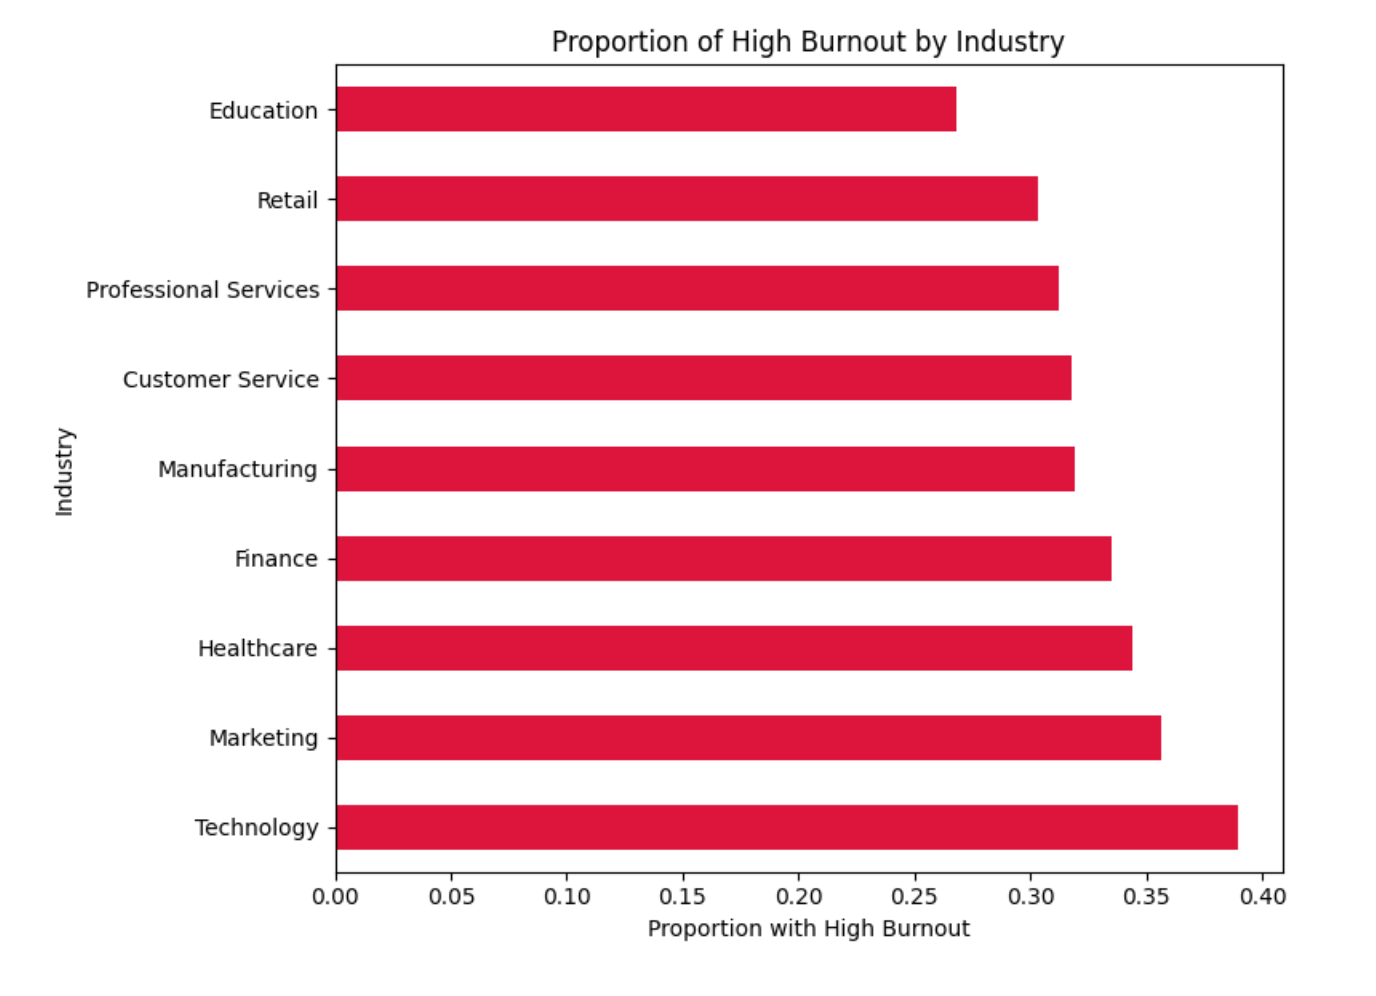 Proportion of High Burnout by Industry
Education
Retail
Professional Services
Customer Service
Manufacturing
Finance
Healthcare
Marketing
Technology
Industry
0.00 0.05 0.10 0.15 0.20 0.25 0.30 0.35 0.40
Proportion with High Burnout